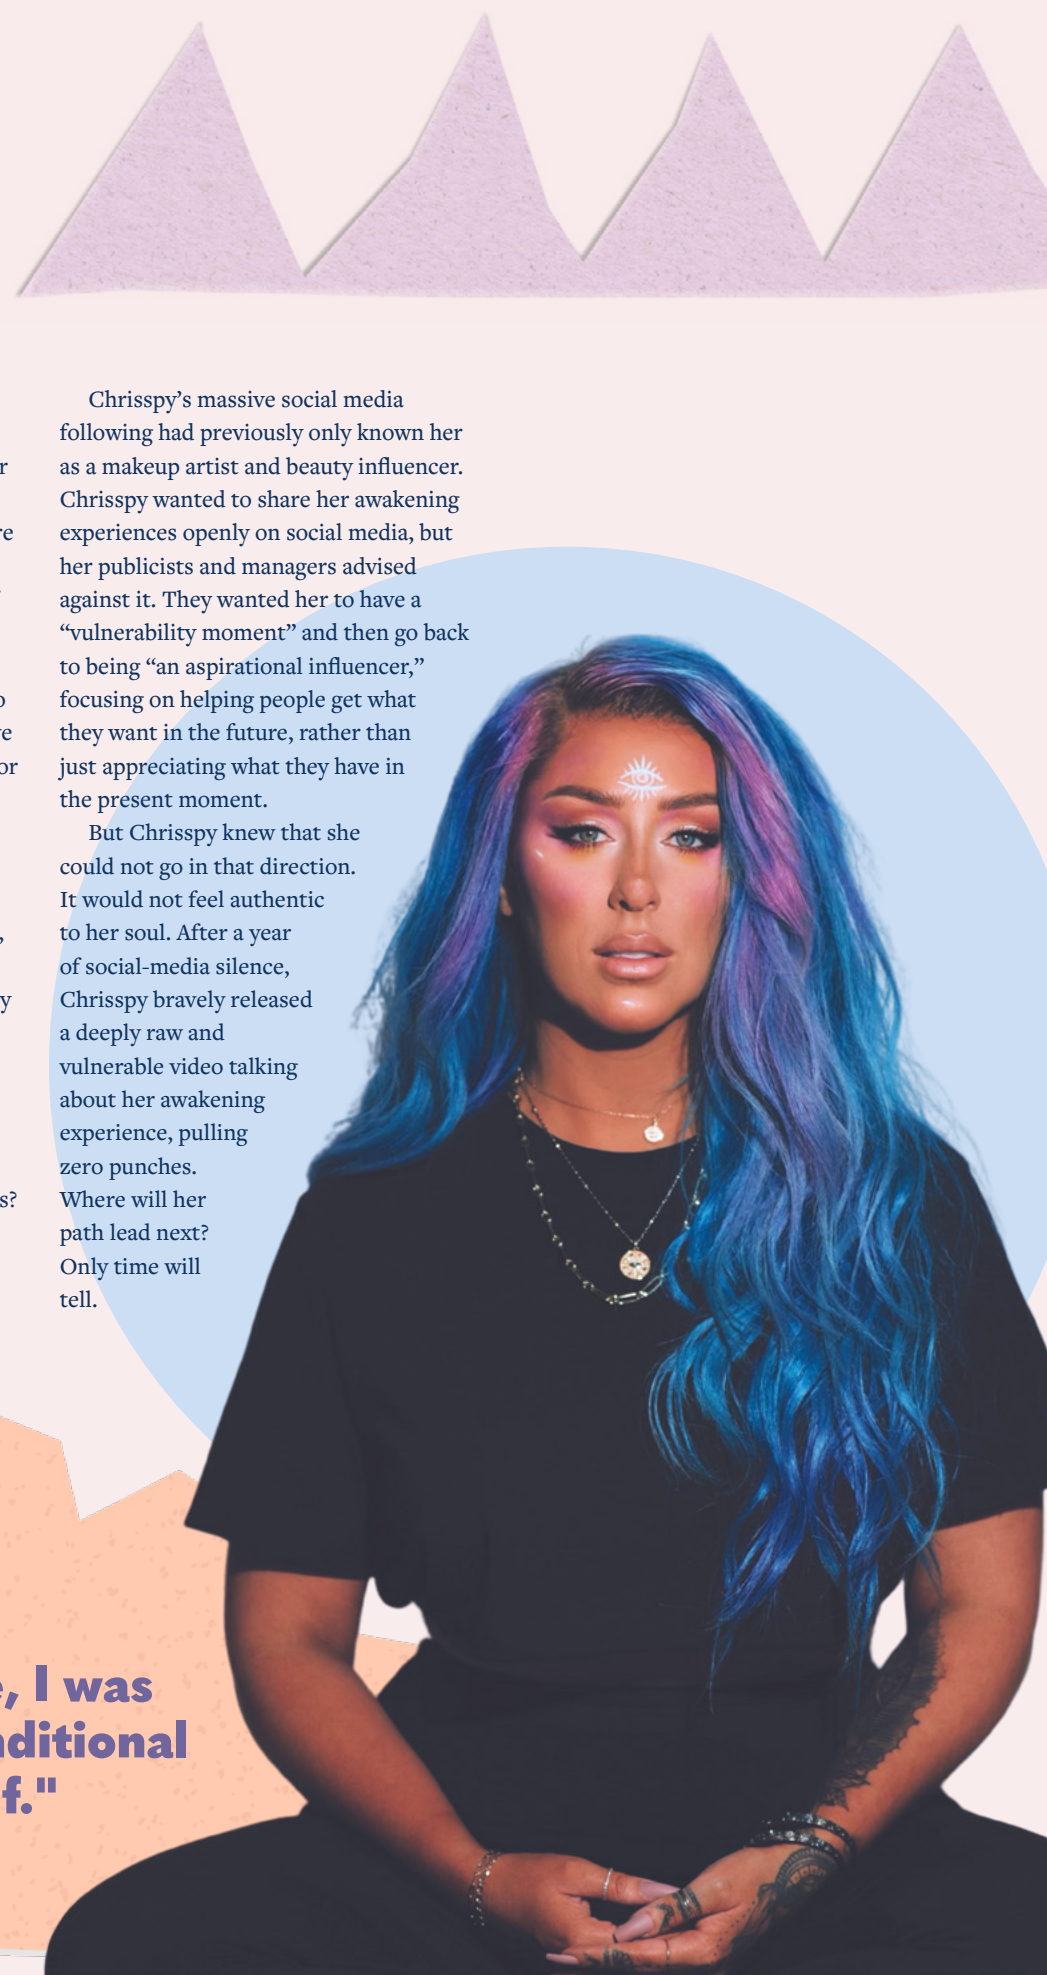 Chrisspy’s massive social media
following had previously only known her
as a makeup artist and beauty influencer.
Chrisspy wanted to share her awakening
experiences openly on social media, but
her publicists and managers advised
against it. They wanted her to have a
“vulnerability moment” and then go back
to being “an aspirational influencer,”
focusing on helping people get what
they want in the future, rather than
just appreciating what they have in
the present moment.
But Chrisspy knew that she
could not go in that direction.
It would not feel authentic
to her soul. After a year
of social-media silence,
Chrisspy bravely released
a deeply raw and
vulnerable video talking
about her awakening
experience, pulling
zero punches.
Where will her
path lead next?
Only time will
tell.
, I was
nditional
f."